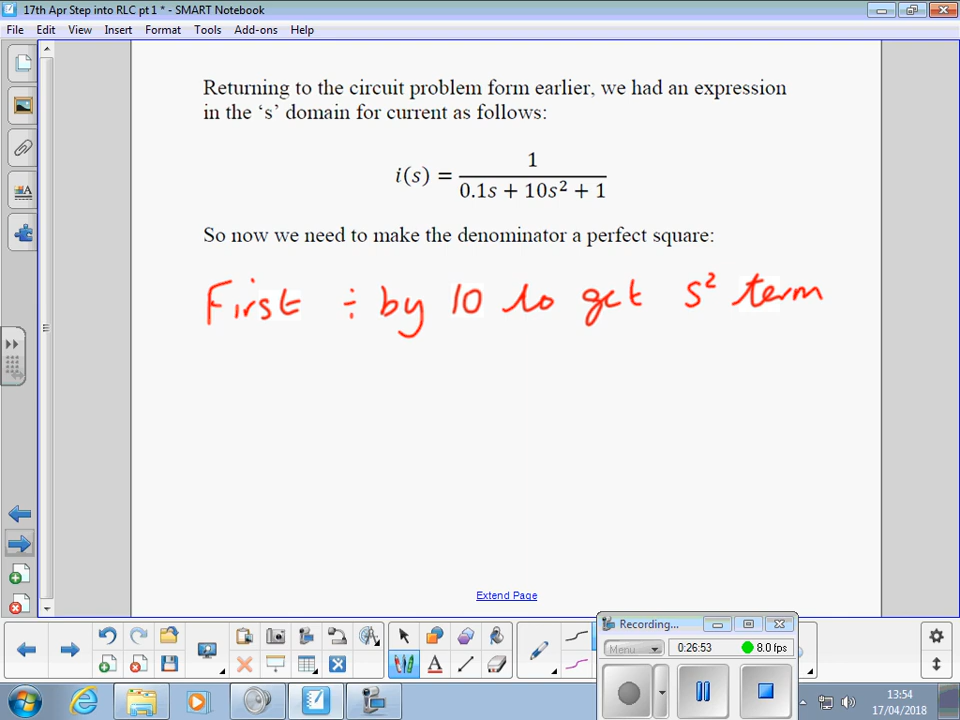 17th Apr Step into RLC pt 1 * - SMART Notebook
File Edit View Insert Format Tools Add-ons Help
Returning to the circuit problem form earlier, we had an expression
in the ‘s’ domain for current as follows:
i(s) = 1 / (0.1s + 10s² + 1)
So now we need to make the denominator a perfect square:
First ÷ by 10 to get s² term
Extend Page
Recording...
Menu 0:26:53 8.0 fps
13:54
17/04/2018